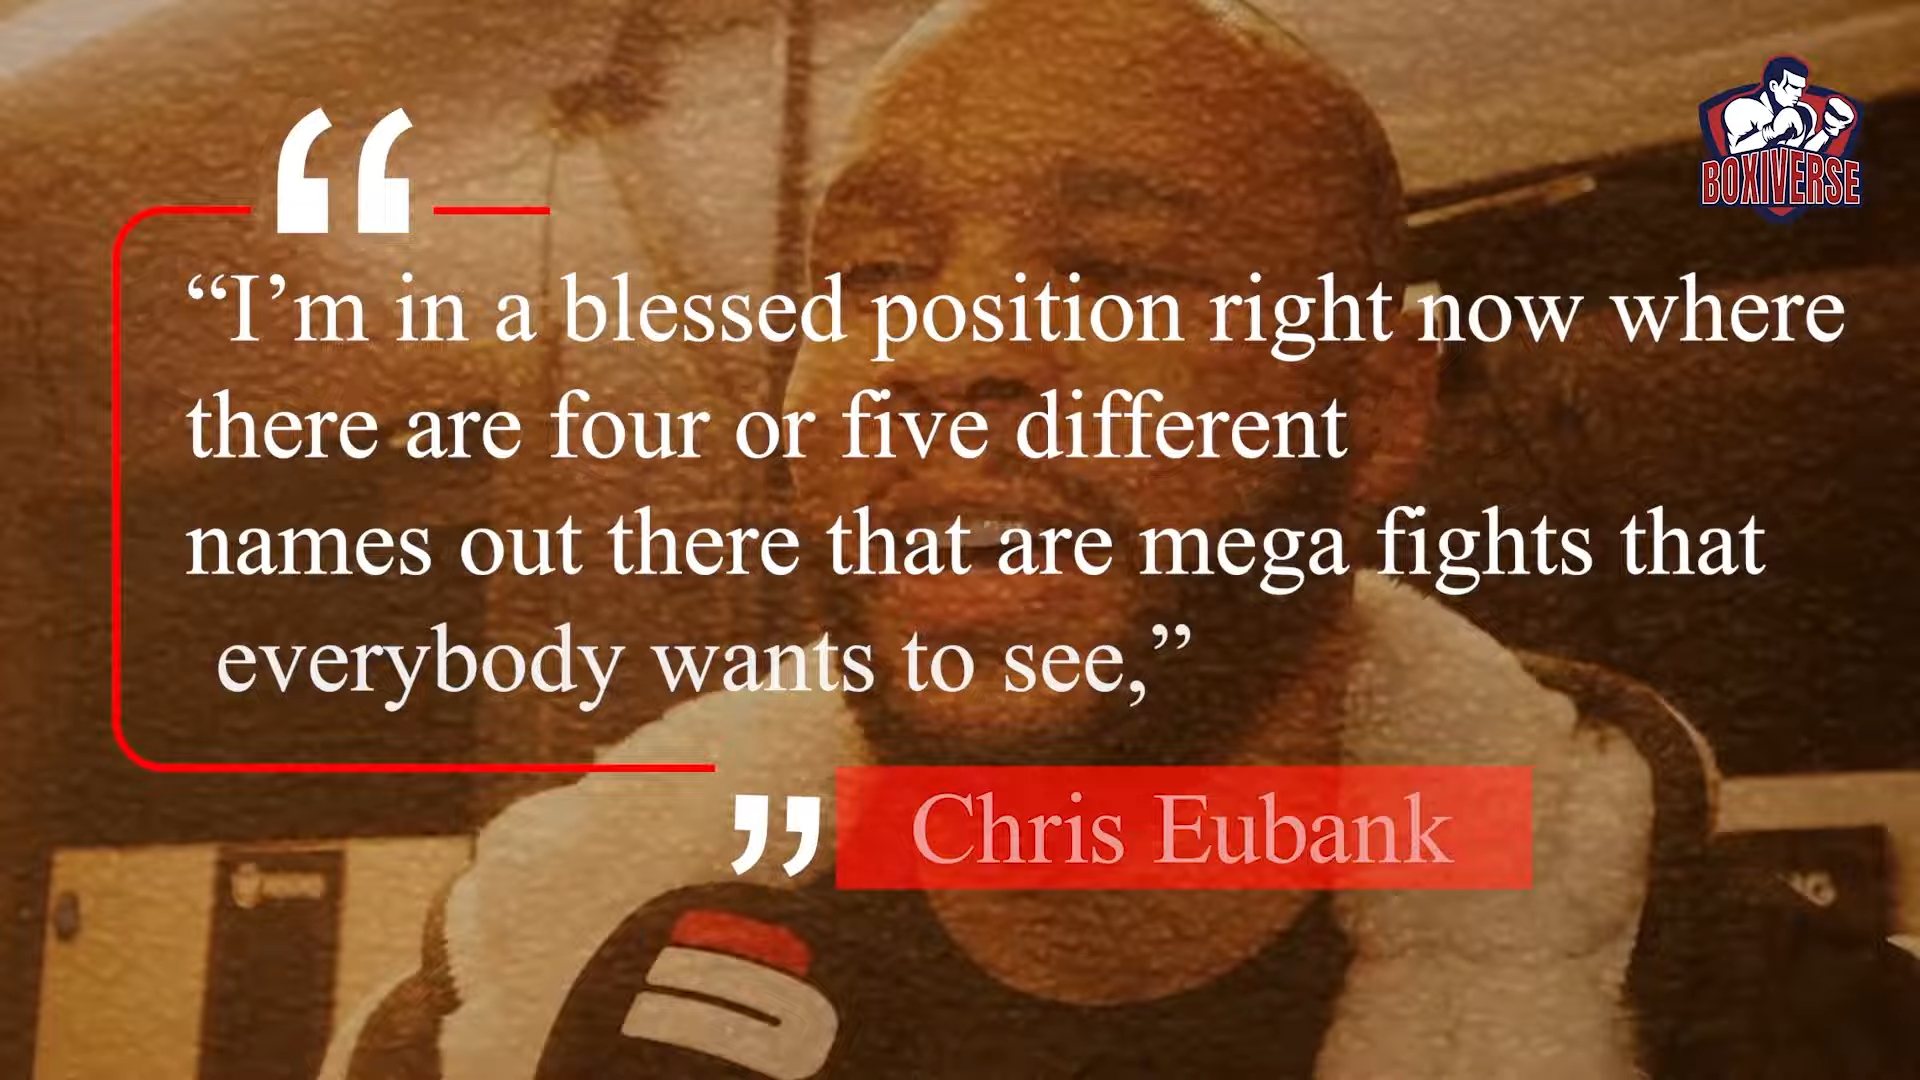 BOXIVERSE
“I’m in a blessed position right now where
there are four or five different
names out there that are mega fights that
everybody wants to see,”
Chris Eubank